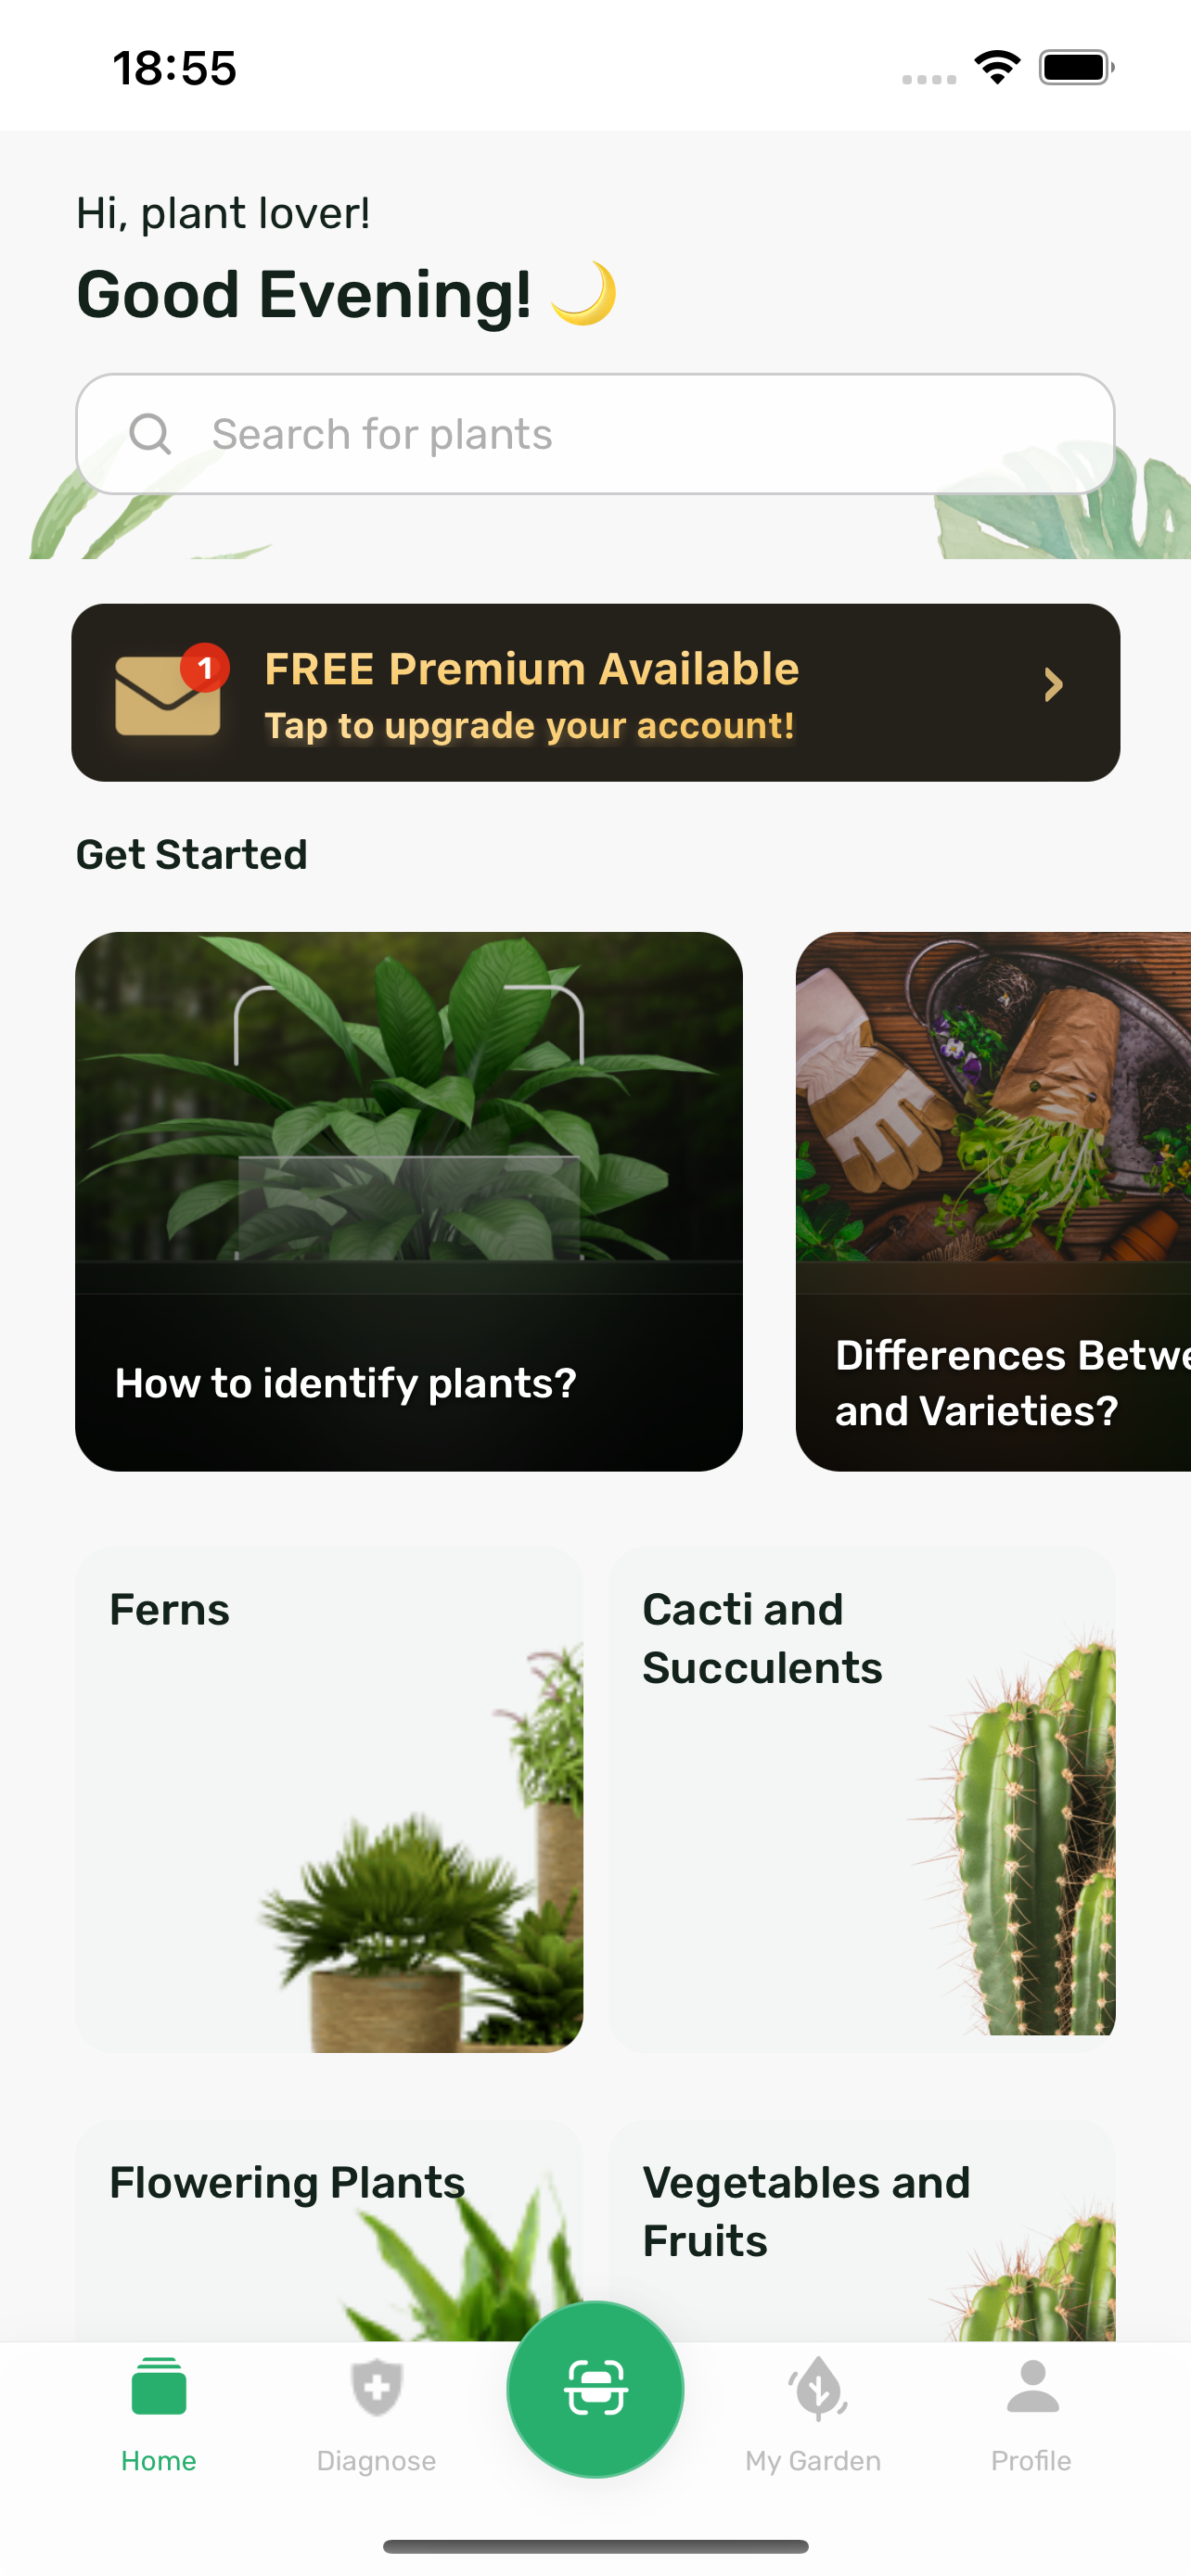 18:55
Hi, plant lover!
Good Evening! 🌙
Search for plants
1
FREE Premium Available
Tap to upgrade your account!
Get Started
How to identify plants?
Differences Betwe
and Varieties?
Ferns
Cacti and
Succulents
Flowering Plants
Vegetables and
Fruits
Home
Diagnose
My Garden
Profile